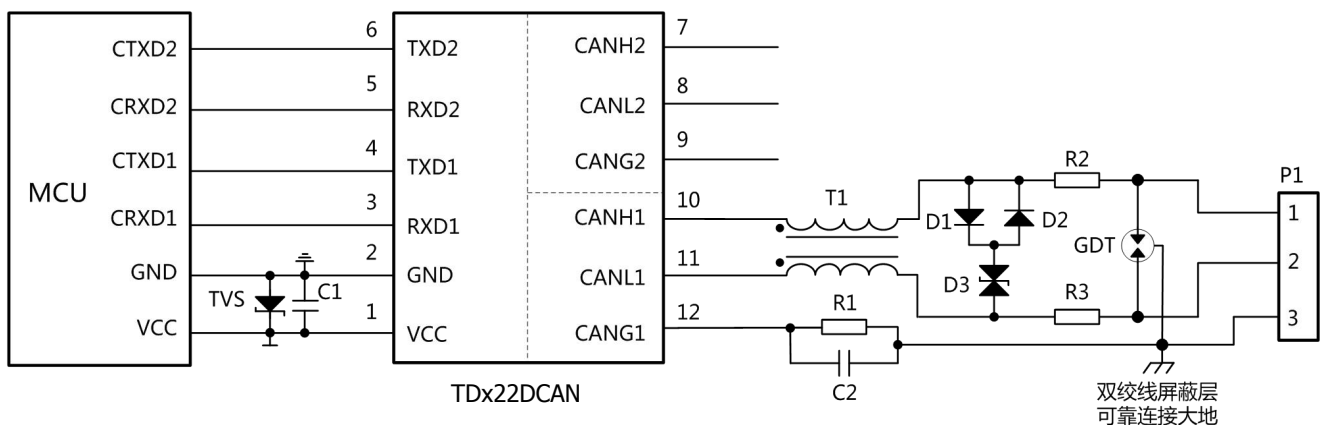 MCU
CTXD2
CRXD2
CTXD1
CRXD1
GND
VCC
TVS
C1
6
5
4
3
2
1
TXD2
RXD2
TXD1
RXD1
GND
VCC
CANH2
CANL2
CANG2
CANH1
CANL1
CANG1
TDx22DCAN
7
8
9
10
11
12
T1
R1
C2
D1
D2
D3
R2
R3
GDT
P1
1
2
3
双绞线屏蔽层
可靠连接大地